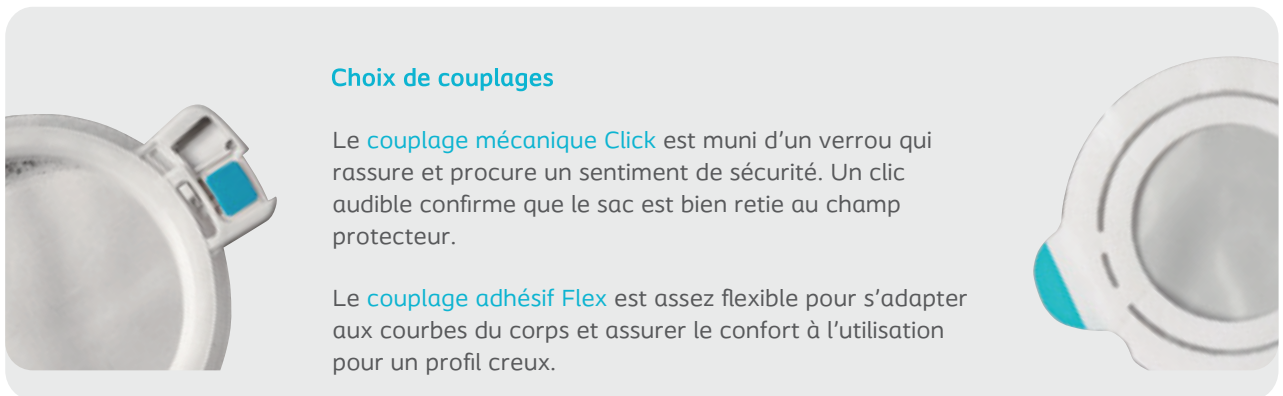 Choix de couplages
Le couplage mécanique Click est muni d’un verrou qui
rassure et procure un sentiment de sécurité. Un clic
audible confirme que le sac est bien retie au champ
protecteur.
Le couplage adhésif Flex est assez flexible pour s’adapter
aux courbes du corps et assurer le confort à l’utilisation
pour un profil creux.